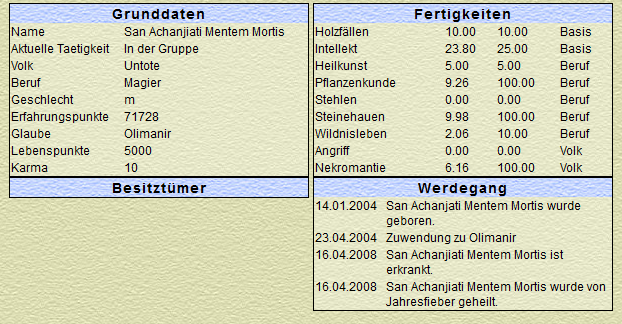 Grunddaten
Name San Achanjiati Mentem Mortis
Aktuelle Taetigkeit In der Gruppe
Volk Untote
Beruf Magier
Geschlecht m
Erfahrungspunkte 71728
Glaube Olimanir
Lebenspunkte 5000
Karma 10
Besitztümer
Fertigkeiten
Holzfällen 10.00 10.00 Basis
Intellekt 23.80 25.00 Basis
Heilkunst 5.00 5.00 Beruf
Pflanzenkunde 9.26 100.00 Beruf
Stehlen 0.00 0.00 Beruf
Steinehauen 9.98 100.00 Beruf
Wildnisleben 2.06 10.00 Beruf
Angriff 0.00 0.00 Volk
Nekromantie 6.16 100.00 Volk
Werdegang
14.01.2004 San Achanjati Mentem Mortis wurde
geboren.
23.04.2004 Zuwendung zu Olimanir
16.04.2008 San Achanjati Mentem Mortis ist
erkrankt.
16.04.2008 San Achanjati Mentem Mortis wurde von
Jahresfieber geheilt.